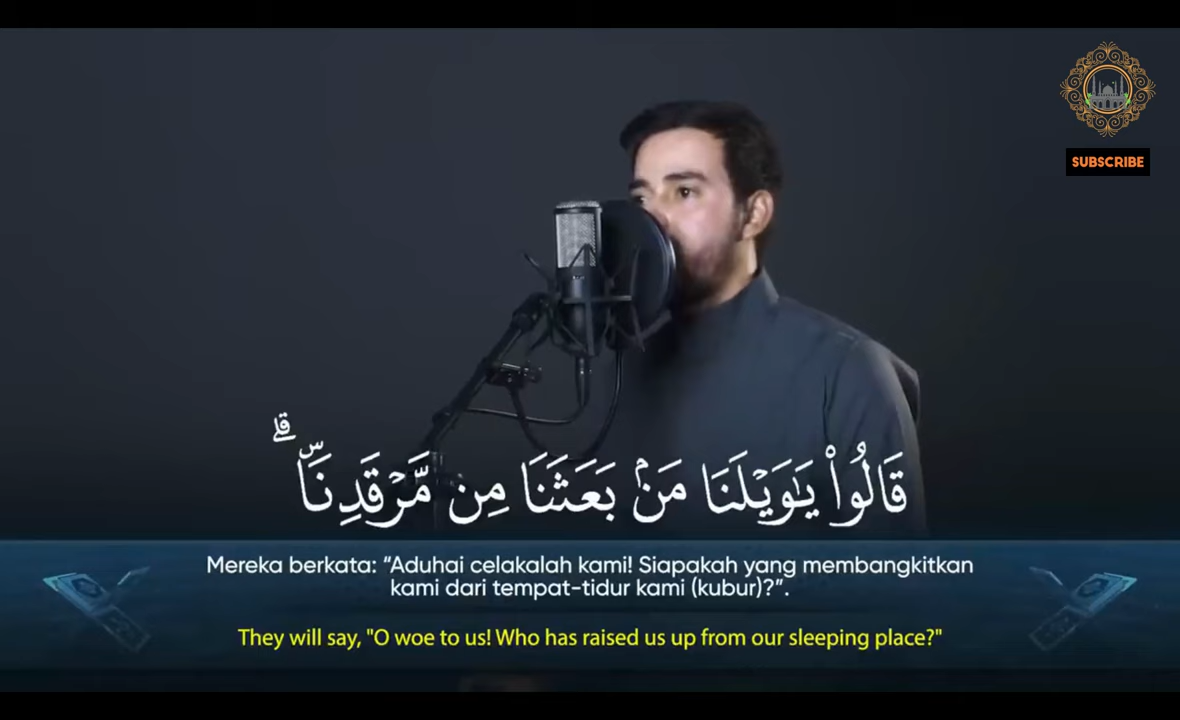 SUBSCRIBE
قَالُوا۟ يَـٰوَيْلَنَا مَنۢ بَعَثَنَا مِن مَّرْقَدِنَا ۜ ۗ
Mereka berkata: “Aduhai celakalah kami! Siapakah yang membangkitkan
kami dari tempat-tidur kami (kubur)?”.
They will say, "O woe to us! Who has raised us up from our sleeping place?"